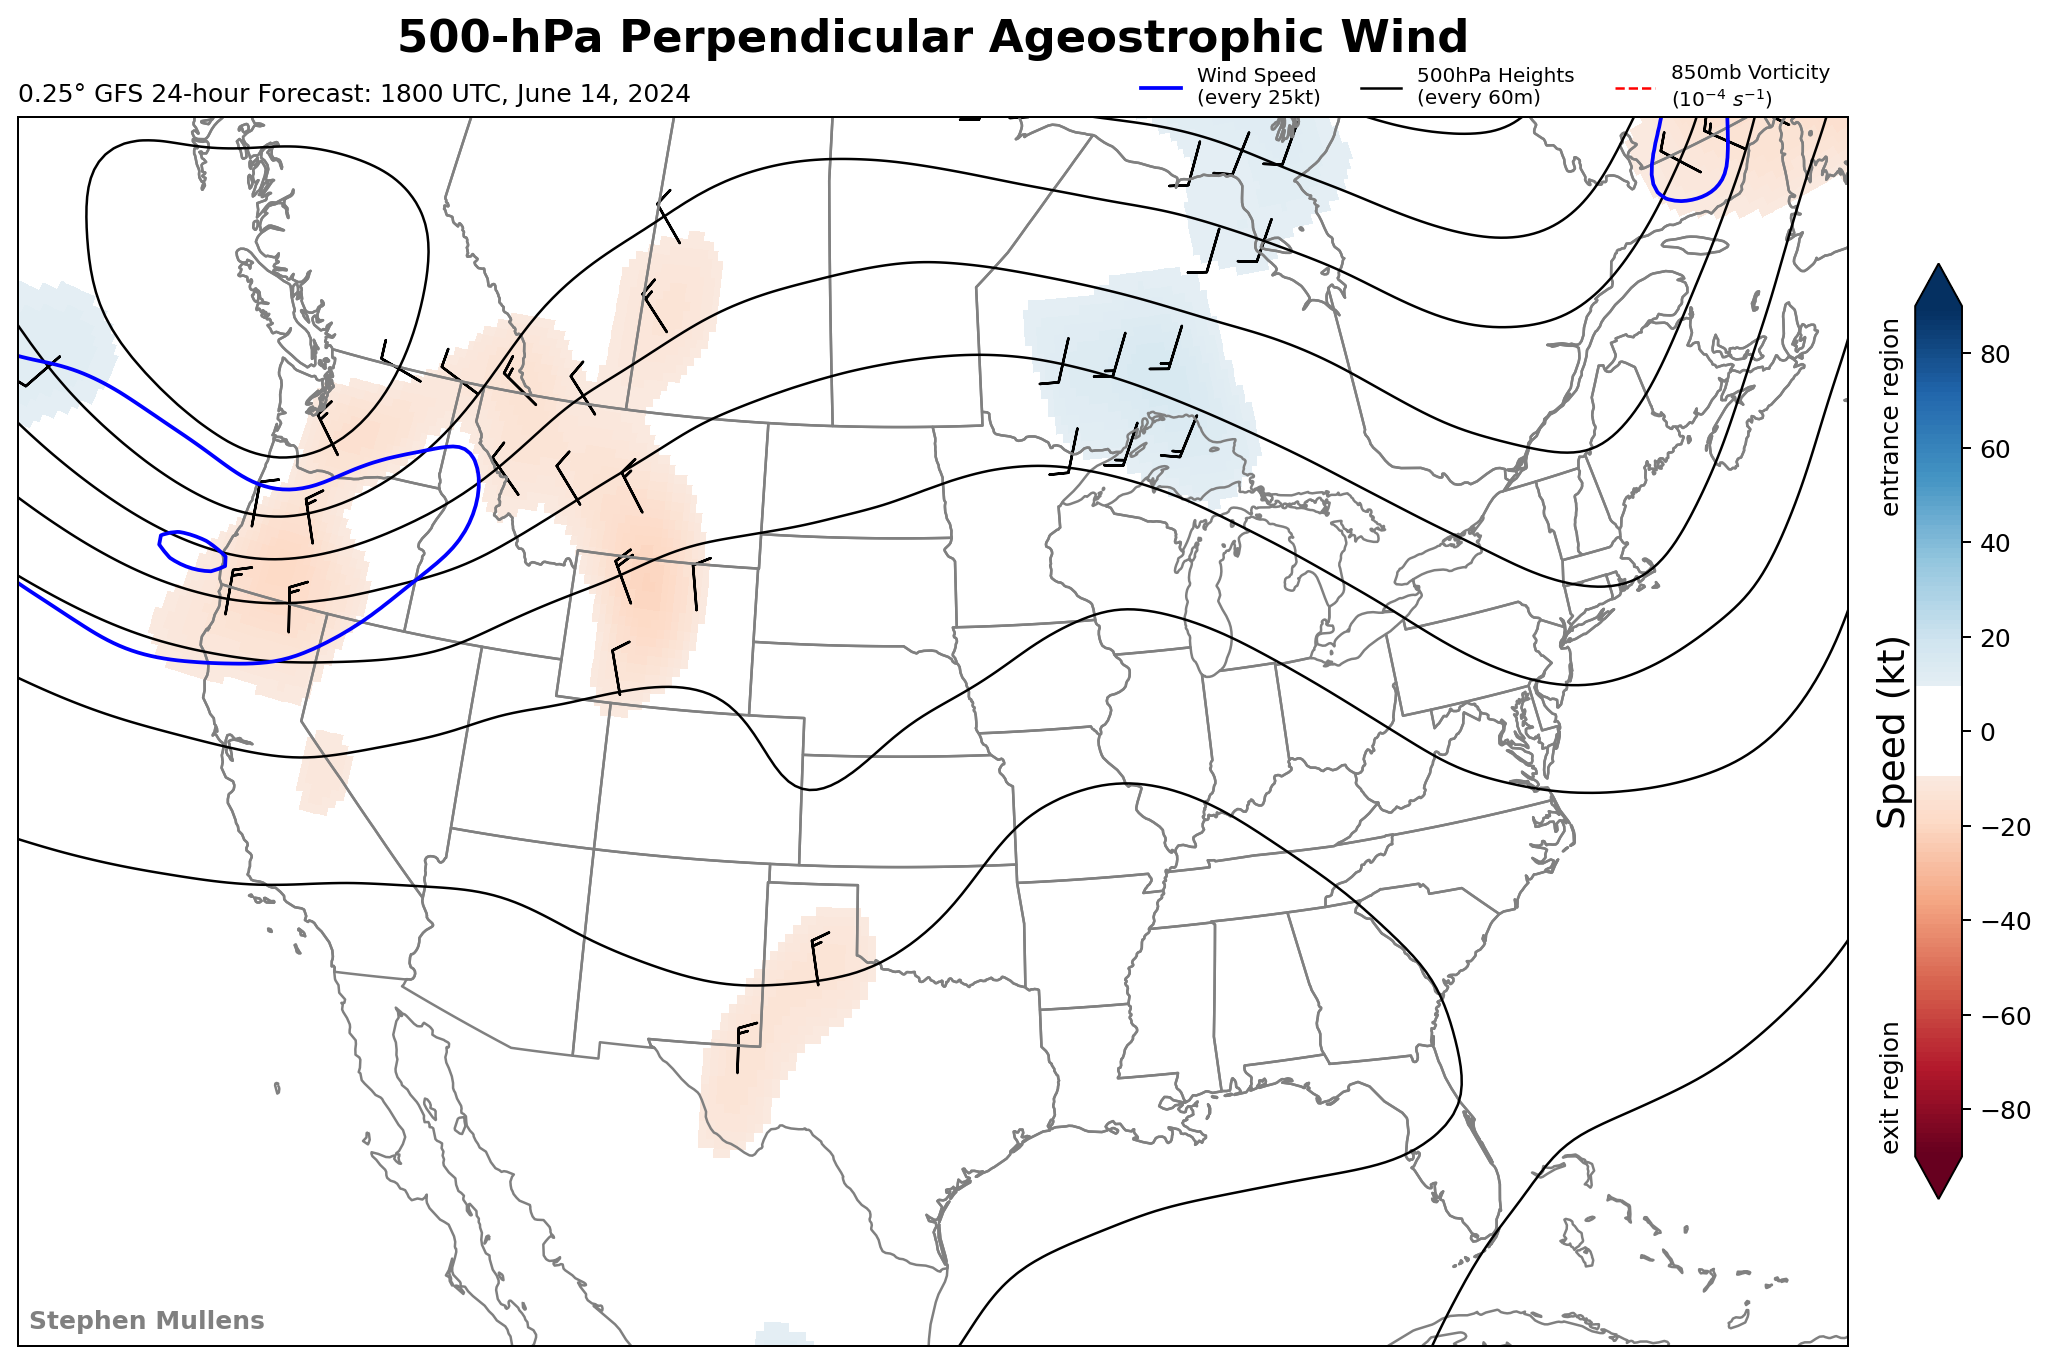 500-hPa Perpendicular Ageostrophic Wind
0.25° GFS 24-hour Forecast: 1800 UTC, June 14, 2024
Wind Speed
(every 25kt)
500hPa Heights
(every 60m)
850mb Vorticity
(10⁻⁴ s⁻¹)
entrance region
exit region
Speed (kt)
80
60
40
20
0
−20
−40
−60
−80
Stephen Mullens